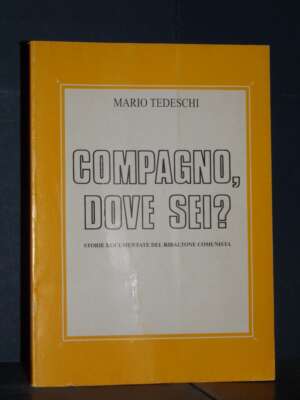 MARIO TEDESCHI
COMPAGNO,
DOVE SEI?
STORIE DOCUMENTATE DEL RIBALTONE COMUNISTA